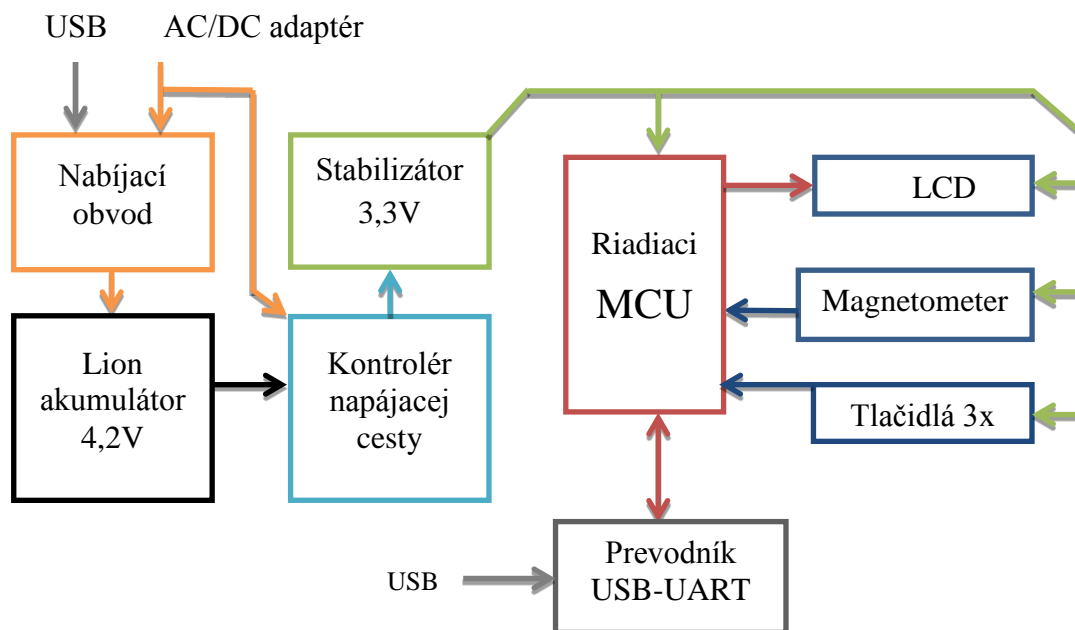 USB
AC/DC adaptér
Nabíjací
obvod
Stabilizátor
3,3V
Riadiaci
MCU
LCD
Magnetometer
Tlačidlá 3x
Lion
akumulátor
4,2V
Kontrolér
napájacej
cesty
USB
Prevodník
USB-UART